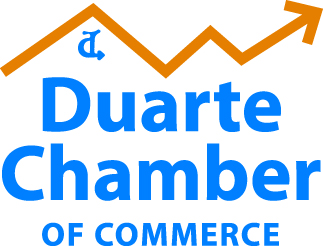 d
Duarte
Chamber
OF COMMERCE